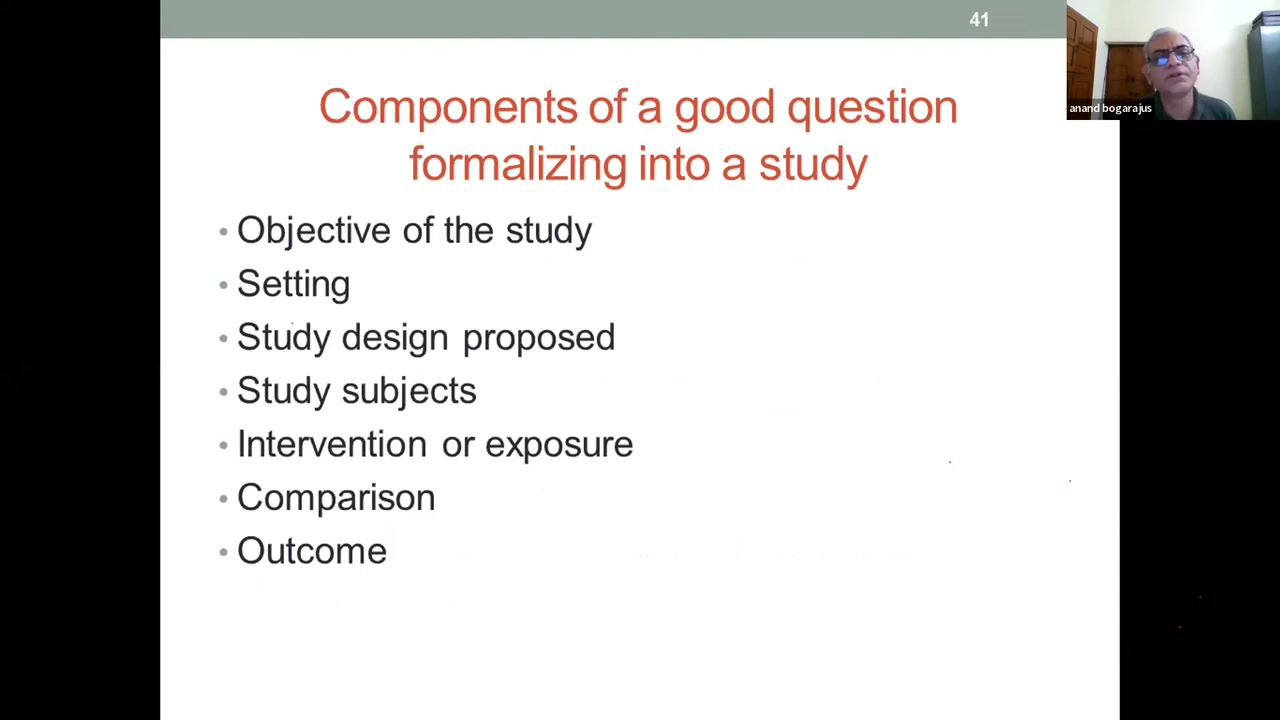 41
anand bogarajus
Components of a good question
formalizing into a study
• Objective of the study
• Setting
• Study design proposed
• Study subjects
• Intervention or exposure
• Comparison
• Outcome